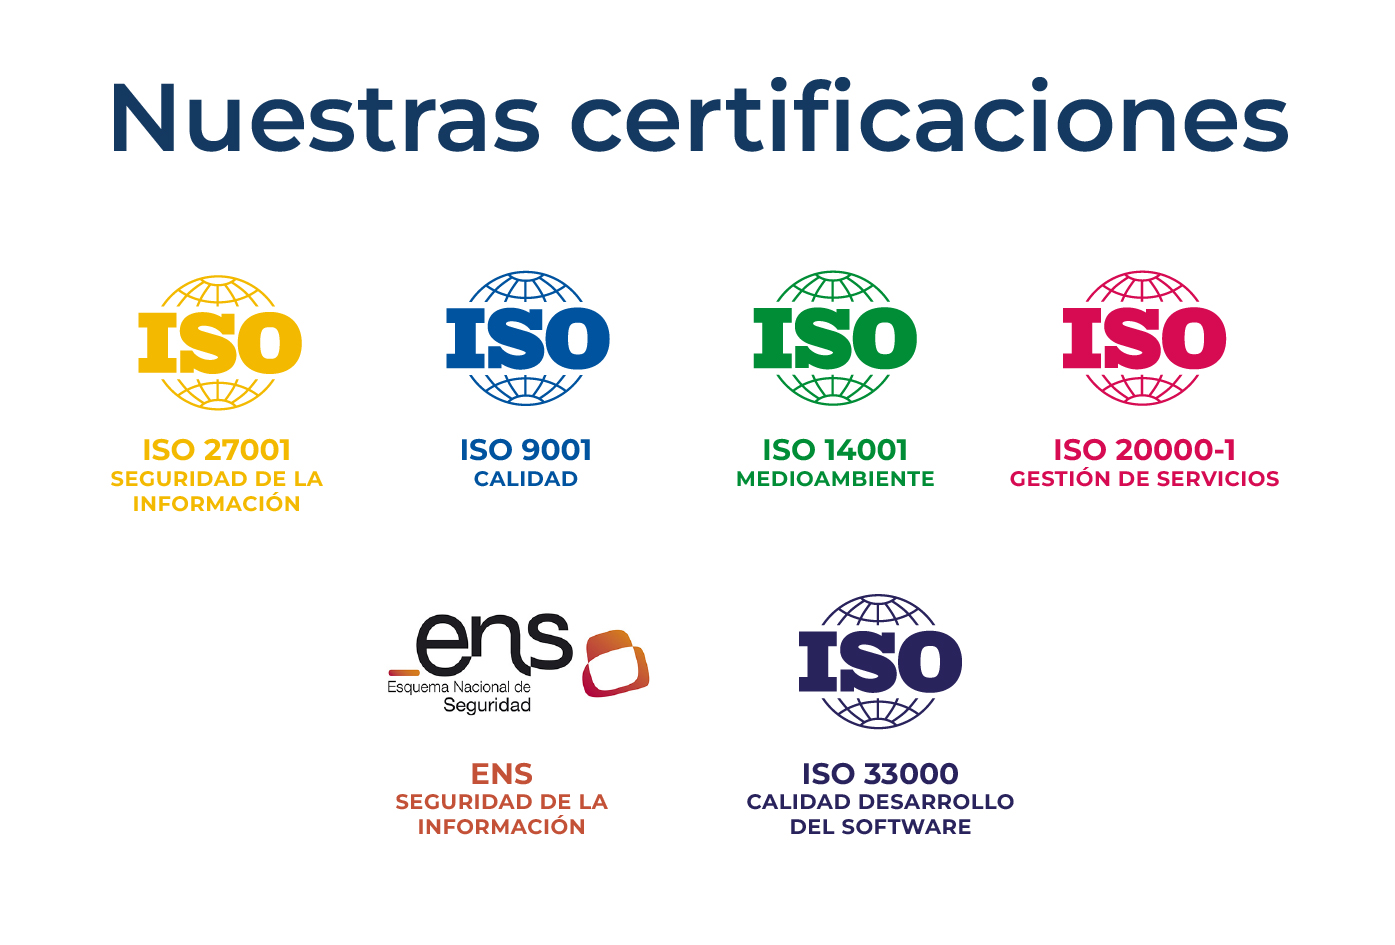 Nuestras certificaciones
ISO
ISO
ISO
ISO
ISO 27001
SEGURIDAD DE LA
INFORMACIÓN
ISO 9001
CALIDAD
ISO 14001
MEDIOAMBIENTE
ISO 20000-1
GESTIÓN DE SERVICIOS
ens
Esquema Nacional de
Seguridad
ENS
SEGURIDAD DE LA
INFORMACIÓN
ISO
ISO 33000
CALIDAD DESARROLLO
DEL SOFTWARE